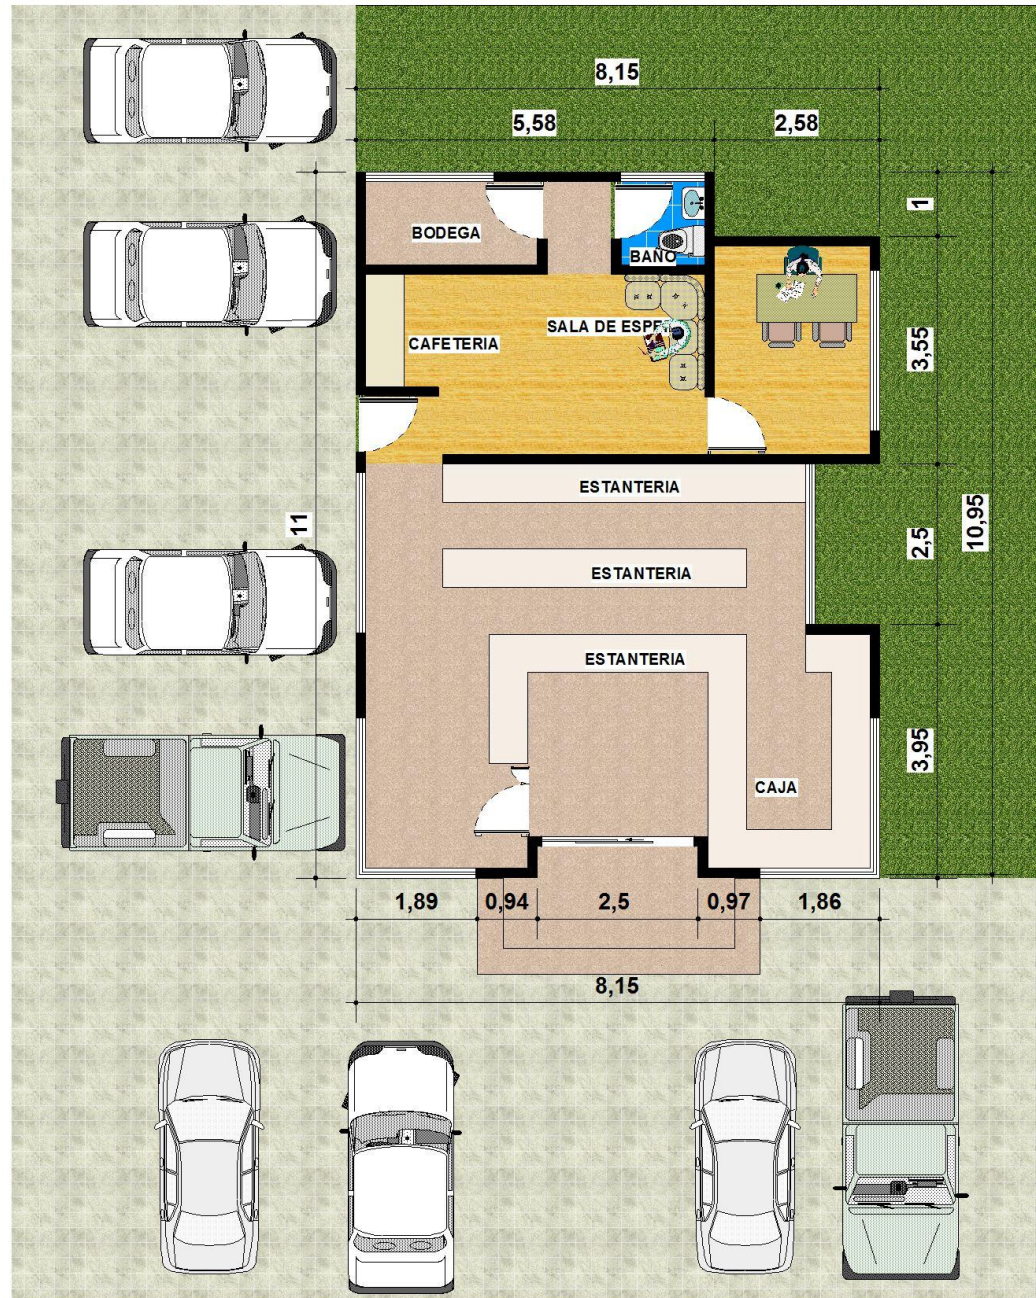 8,15
5,58
2,58
1
BODEGA
BAÑO
SALA DE ESPE
CAFETERIA
3,55
ESTANTERIA
11
2,5
10,95
ESTANTERIA
ESTANTERIA
3,95
CAJA
1,89
0,94
2,5
0,97
1,86
8,15